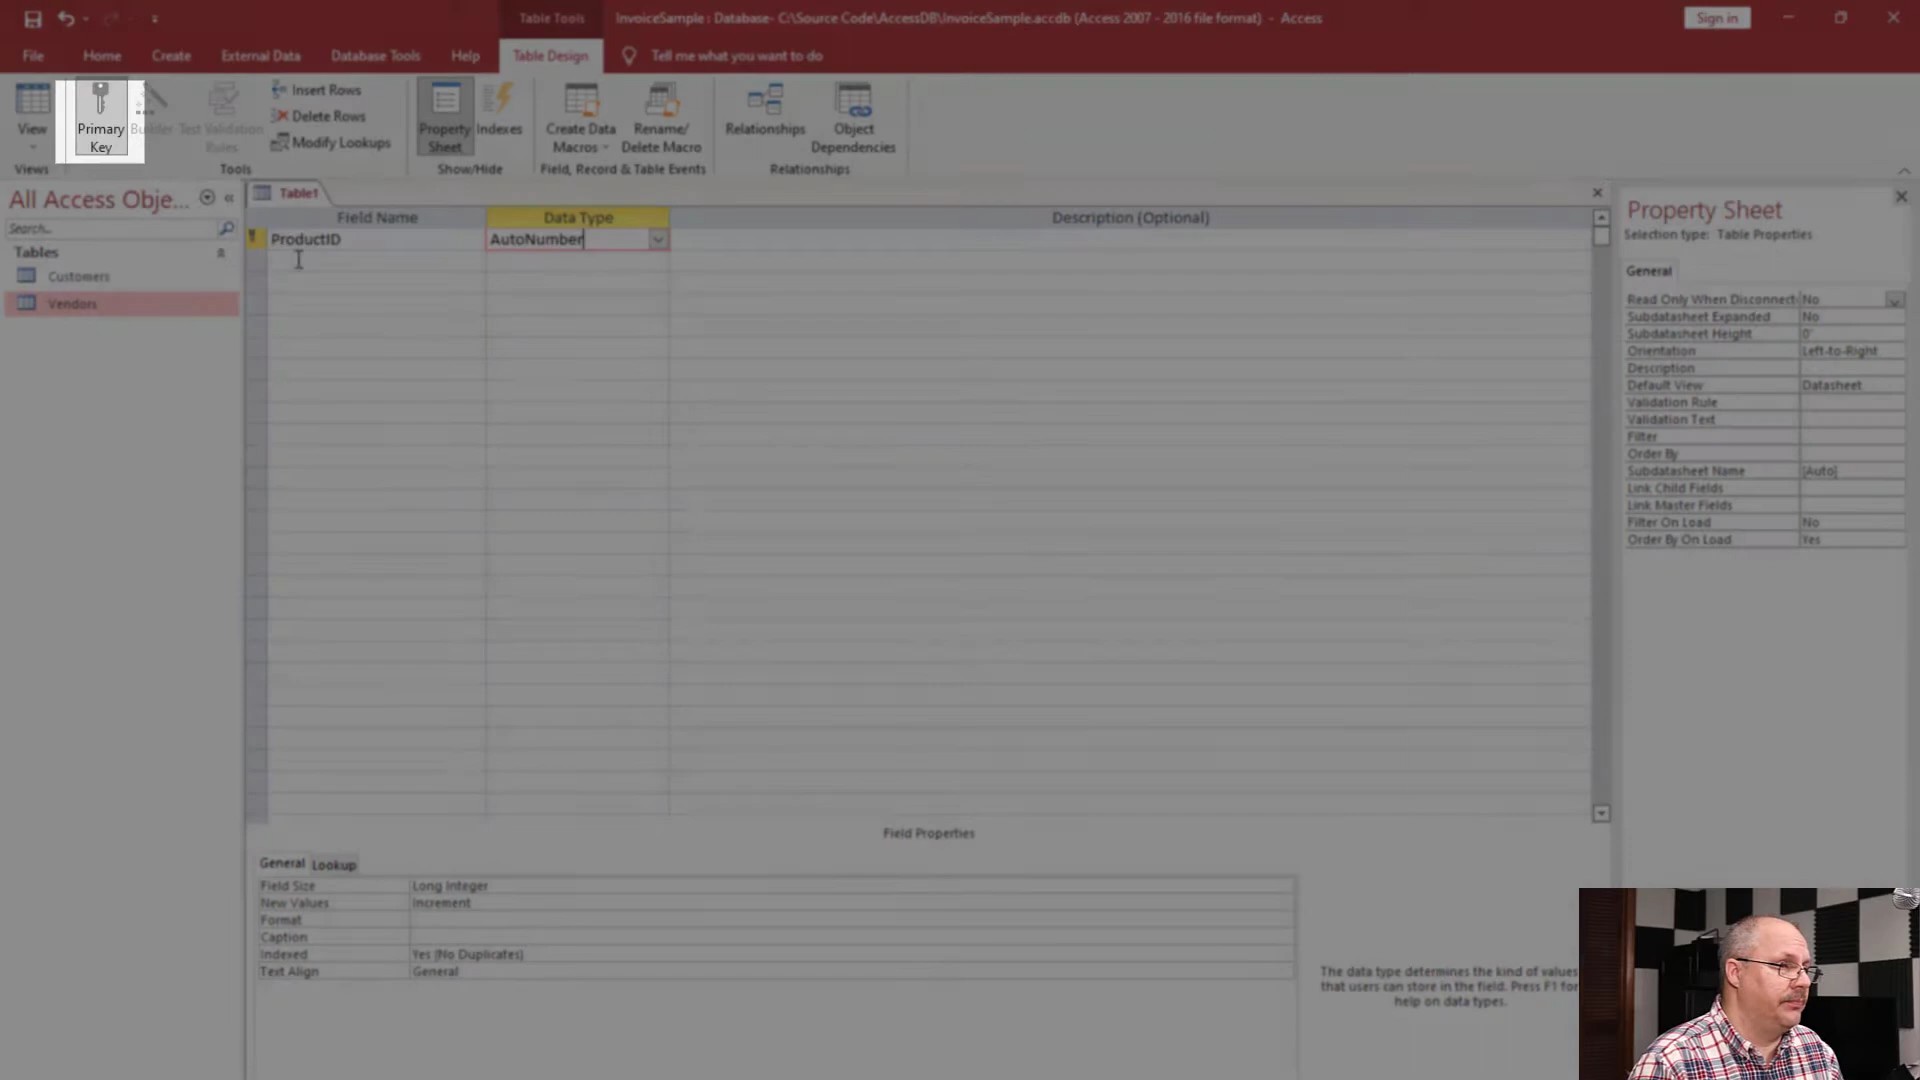 Table Tools
InvoiceSample : Database- C:\Source Code\AccessDB\InvoiceSample.accdb (Access 2007 - 2016 file format) - Access
Sign in
File
Home
Create
External Data
Database Tools
Help
Table Design
Tell me what you want to do
View
Primary
Key
Builder
Test Validation
Rules
Insert Rows
Delete Rows
Modify Lookups
Property
Sheet
Indexes
Create Data
Macros
Rename/
Delete Macro
Relationships
Object
Dependencies
Views
Tools
Show/Hide
Field, Record & Table Events
Relationships
All Access Obje...
Search...
Tables
Customers
Vendors
Table1
Field Name
Data Type
Description (Optional)
ProductID
AutoNumber
Field Properties
General
Lookup
Field Size Long Integer
New Values Increment
Format
Caption
Indexed Yes (No Duplicates)
Text Align General
The data type determines the kind of values
that users can store in the field. Press F1 for
help on data types.
Property Sheet
Selection type: Table Properties
General
Read Only When Disconnect No
Subdatasheet Expanded No
Subdatasheet Height 0"
Orientation Left-to-Right
Description
Default View Datasheet
Validation Rule
Validation Text
Filter
Order By
Subdatasheet Name [Auto]
Link Child Fields
Link Master Fields
Filter On Load No
Order By On Load Yes